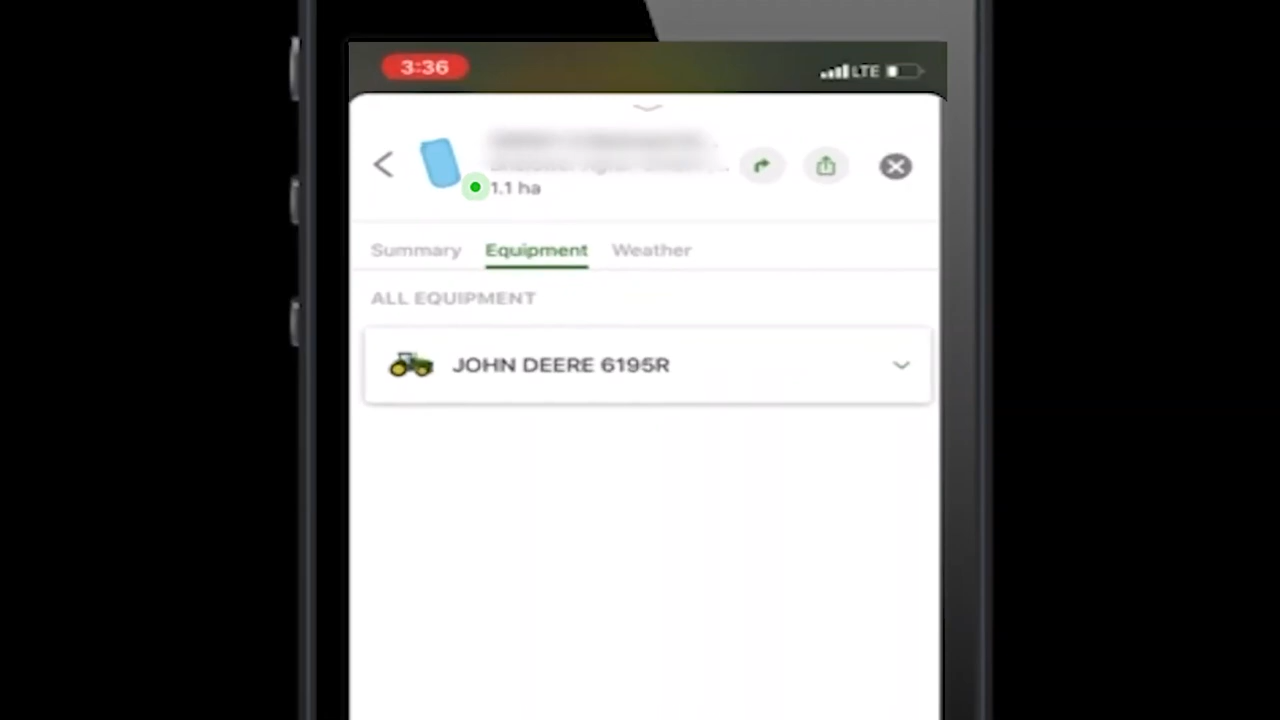 3:36
LTE
1.1 ha
Summary Equipment Weather
ALL EQUIPMENT
JOHN DEERE 6195R